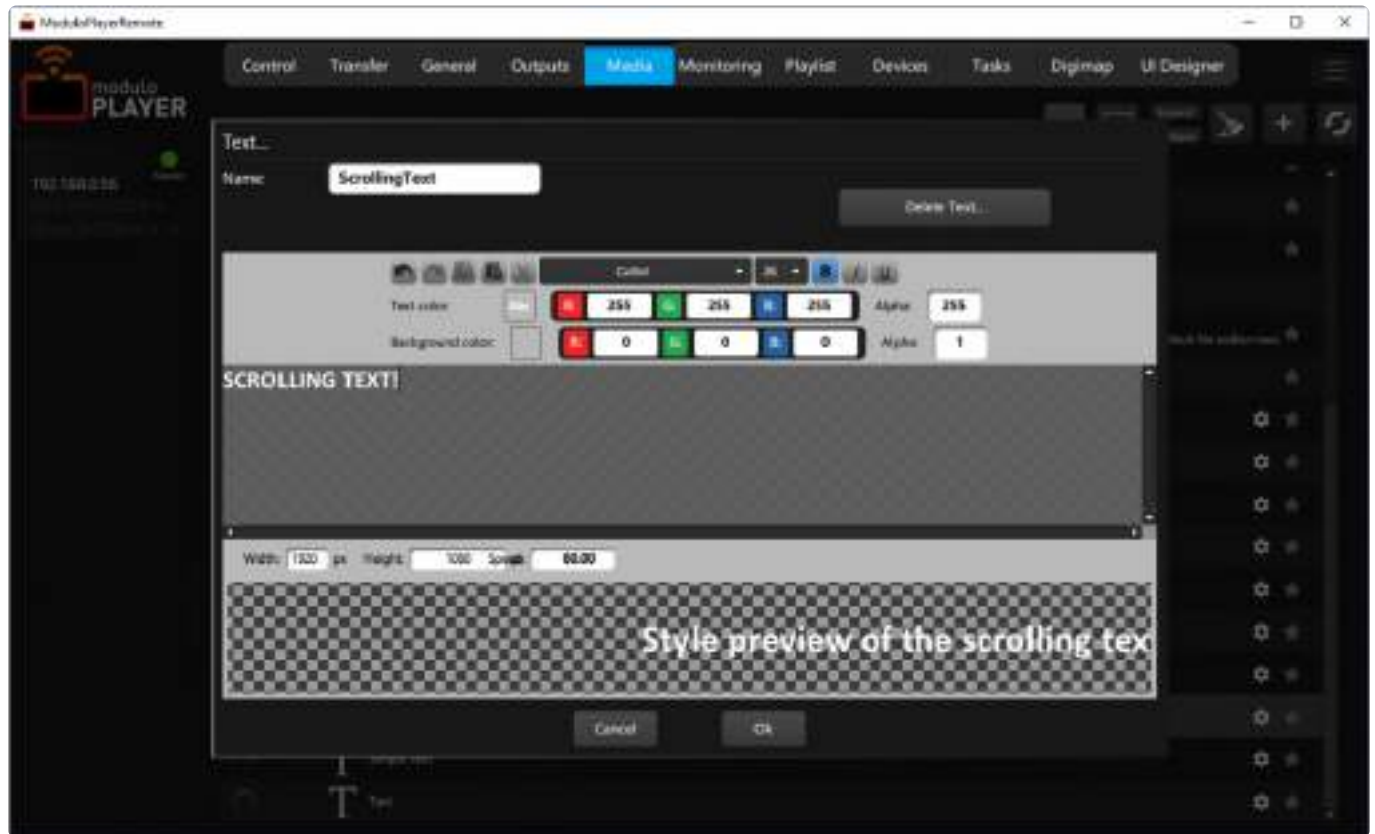 ModuloPlayerRemote
modulo
PLAYER
Control Transfer General Outputs Media Monitoring Playlist Devices Tasks Digimap UI Designer
Text...
Name: ScrollingText
Delete Text...
Text color: R: 255 G: 255 B: 255 Alpha: 255
Background color: R: 0 G: 0 B: 0 Alpha: 1
SCROLLING TEXT!
Width: 1920 px Height: 1080 Speed: 60.00
Style preview of the scrolling tex
Cancel Ok
Text